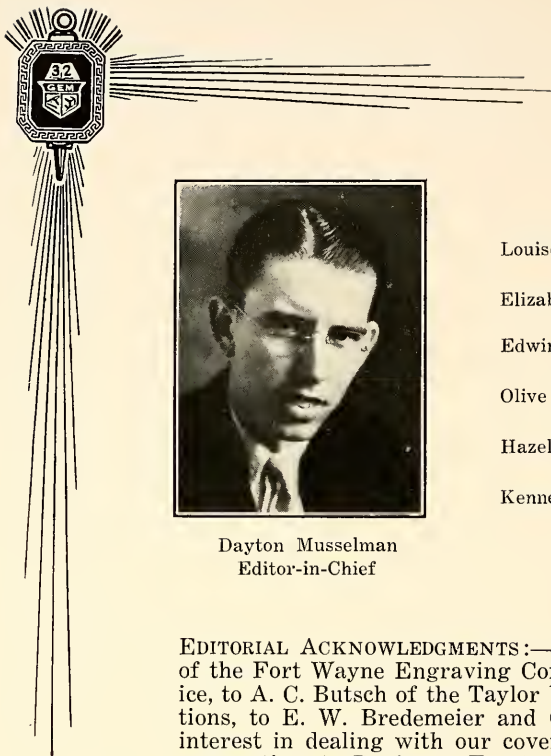 32
GEM
Louis
Elizab
Edwin
Olive
Hazel
Kenne
Dayton Musselman
Editor-in-Chief
EDITORIAL ACKNOWLEDGMENTS:—
of the Fort Wayne Engraving Co
ice, to A. C. Butsch of the Taylor
tions, to E. W. Bredemeier and
interest in dealing with our cove